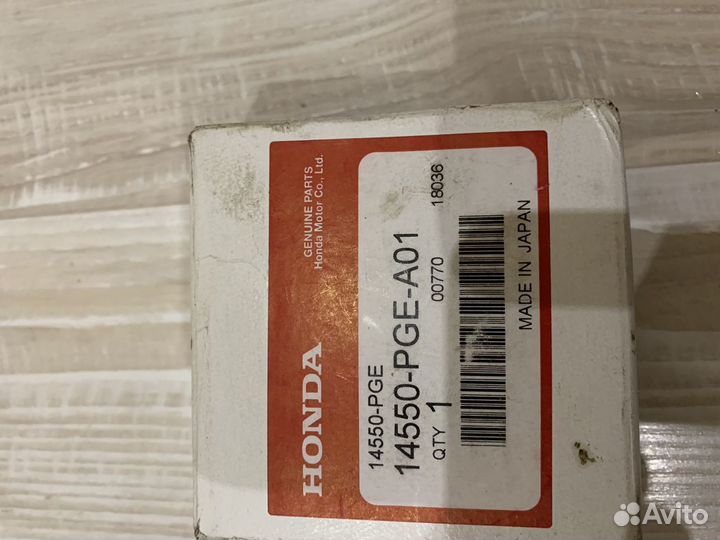 HONDA
GENUINE PARTS
Honda Motor Co., Ltd.
14550-PGE
14550-PGE-A01
QTY 1 00770 18036
MADE IN JAPAN
Avito